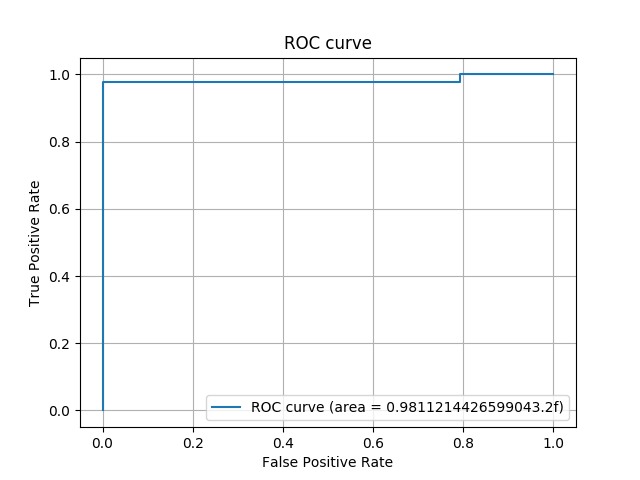 ROC curve
1.0
0.8
0.6
0.4
0.2
0.0
True Positive Rate
ROC curve (area = 0.9811214426599043.2f)
0.0 0.2 0.4 0.6 0.8 1.0
False Positive Rate